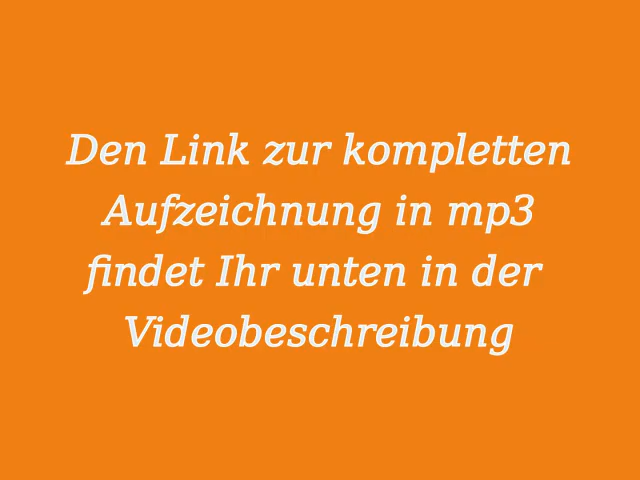 Den Link zur kompletten
Aufzeichnung in mp3
findet Ihr unten in der
Videobeschreibung